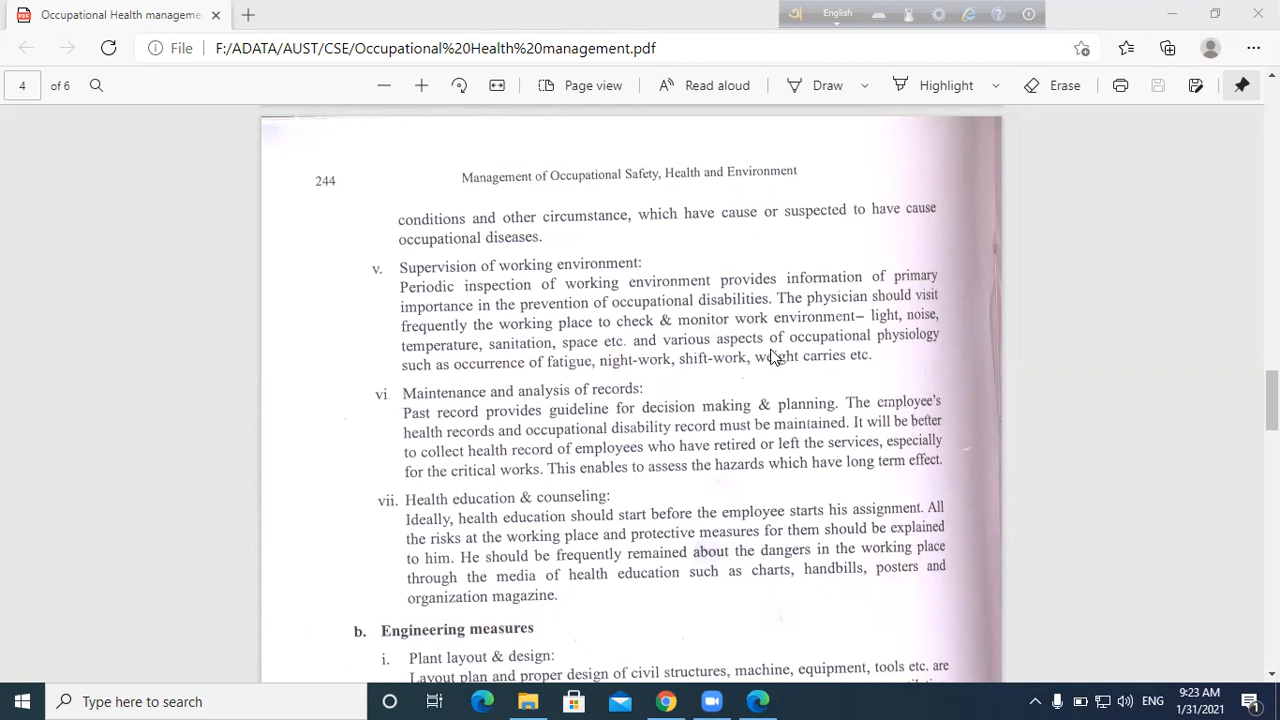 Occupational Health manageme
English
File
F:/ADATA/AUST/CSE/Occupational%20Health%20management.pdf
4 of 6
Page view
Read aloud
Draw
Highlight
Erase
244
Management of Occupational Safety, Health and Environment
conditions and other circumstance, which have cause or suspected to have cause
occupational diseases.
v. Supervision of working environment:
Periodic inspection of working environment provides information of primary
importance in the prevention of occupational disabilities. The physician should visit
frequently the working place to check & monitor work environment– light, noise,
temperature, sanitation, space etc. and various aspects of occupational physiology
such as occurrence of fatigue, night-work, shift-work, weight carries etc.
vi. Maintenance and analysis of records:
Past record provides guideline for decision making & planning. The employee's
health records and occupational disability record must be maintained. It will be better
to collect health record of employees who have retired or left the services, especially
for the critical works. This enables to assess the hazards which have long term effect.
vii. Health education & counseling:
Ideally, health education should start before the employee starts his assignment. All
the risks at the working place and protective measures for them should be explained
to him. He should be frequently remained about the dangers in the working place
through the media of health education such as charts, handbills, posters and
organization magazine.
b. Engineering measures
i. Plant layout & design:
Layout plan and proper design of civil structures, machine, equipment, tools etc. are
Type here to search
ENG
9:23 AM
1/31/2021